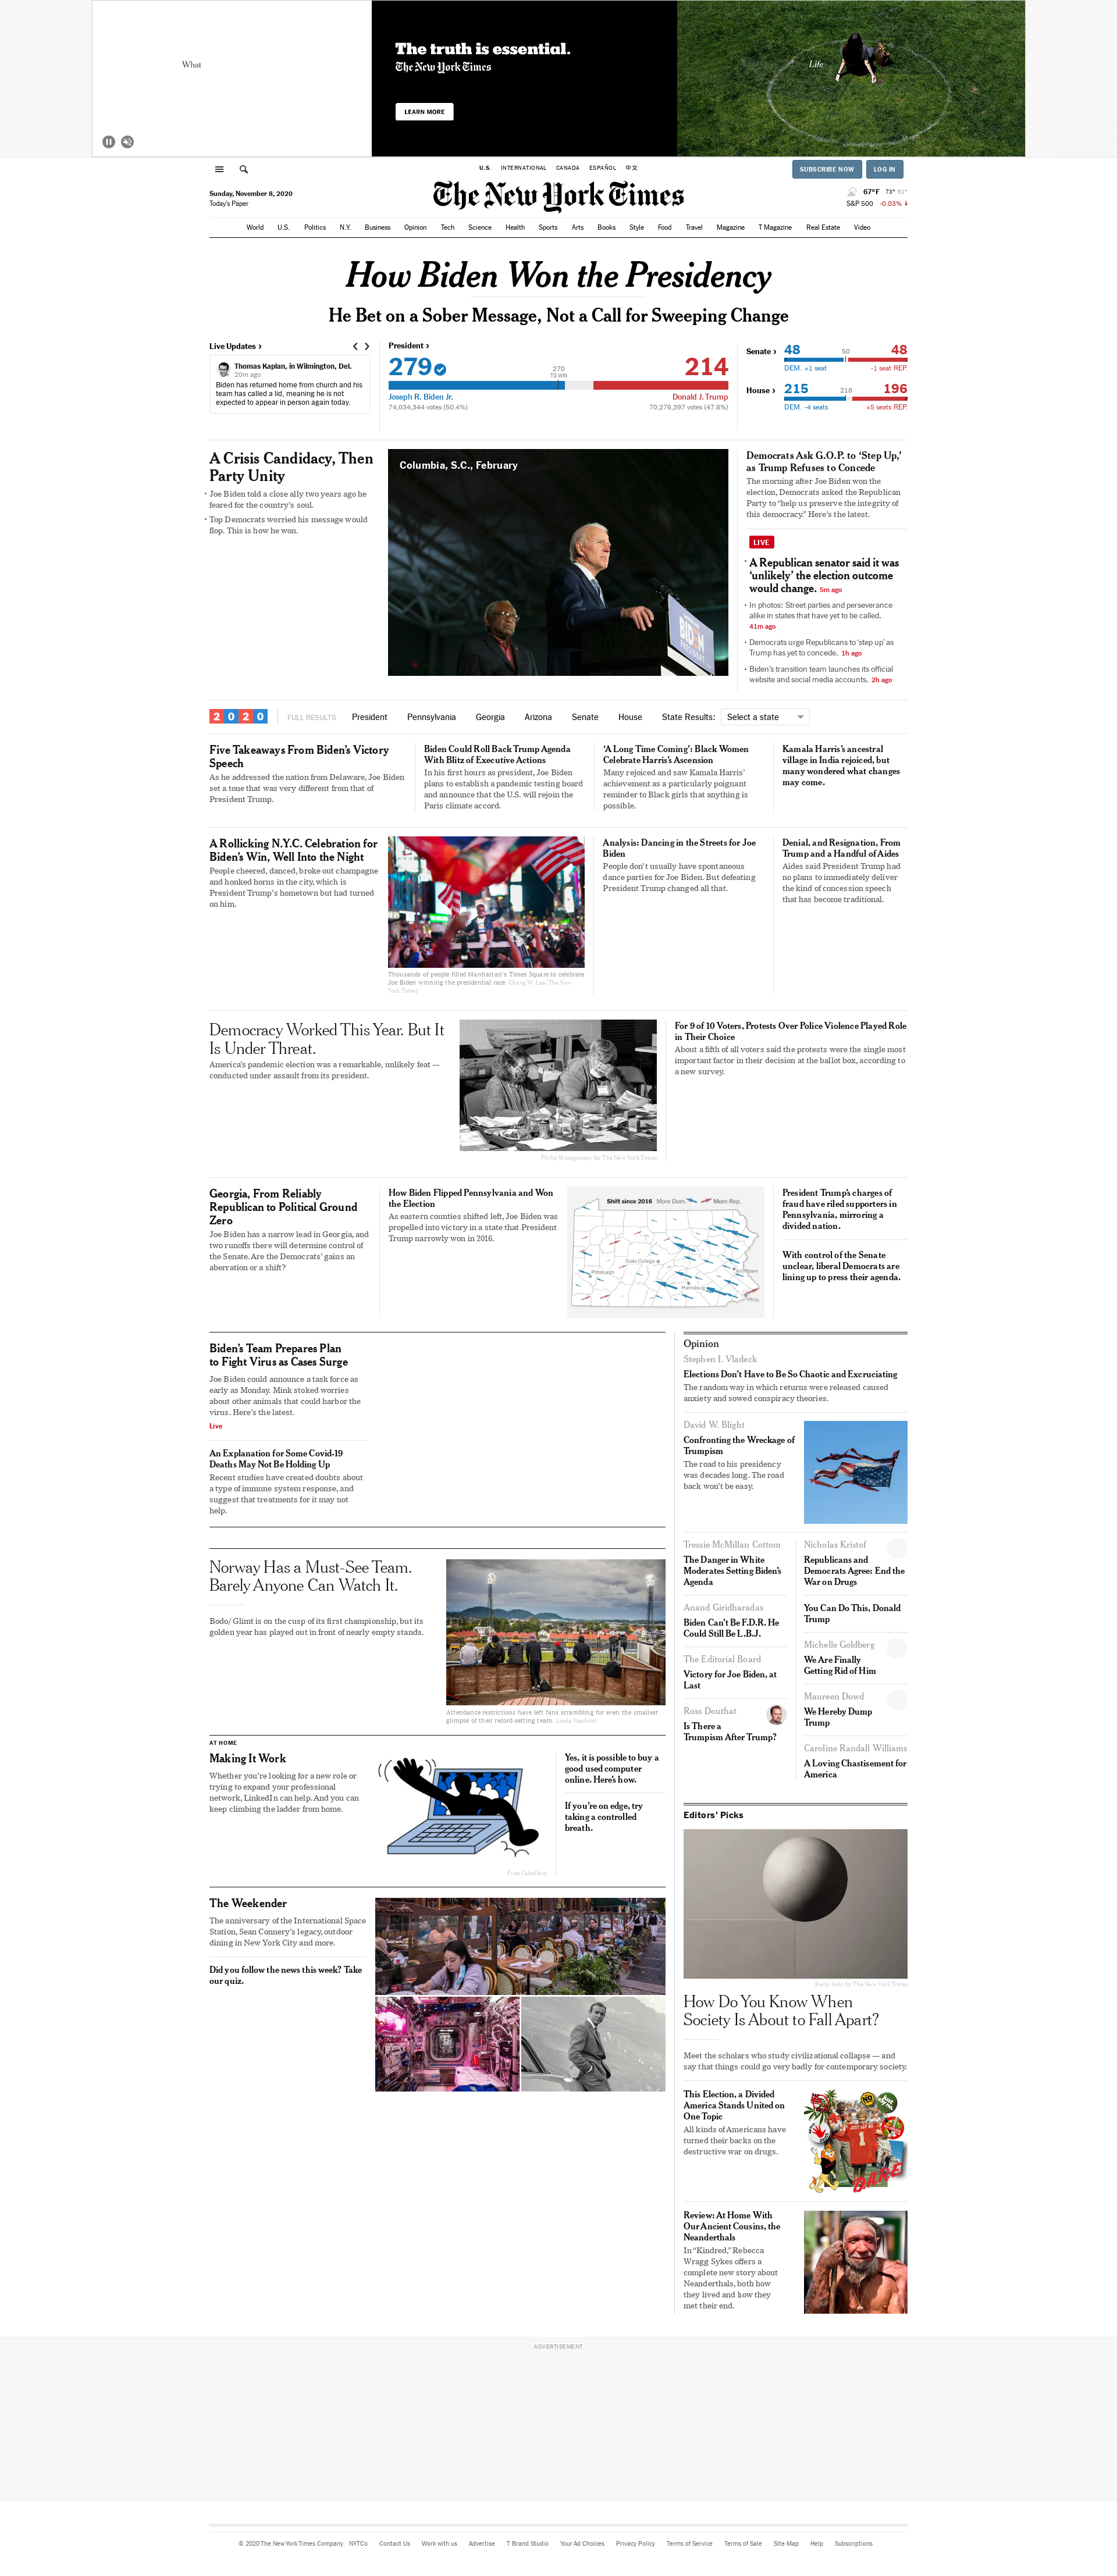 What
The truth is essential.
The New York Times
LEARN MORE
Life
U.S. INTERNATIONAL CANADA ESPAÑOL 中文
SUBSCRIBE NOW LOG IN
Sunday, November 8, 2020
Today's Paper
The New York Times
67°F 73° 61°
S&P 500 -0.03%
World U.S. Politics N.Y. Business Opinion Tech Science Health Sports Arts Books Style Food Travel Magazine T Magazine Real Estate Video
How Biden Won the Presidency
He Bet on a Sober Message, Not a Call for Sweeping Change
Live Updates
Thomas Kaplan, in Wilmington, Del.
20m ago
Biden has returned home from church and his
team has called a lid, meaning he is not
expected to appear in person again today.
President
279 214
270
TO WIN
Joseph R. Biden Jr. Donald J. Trump
74,034,344 votes (50.4%) 70,276,397 votes (47.8%)
Senate 48 50 48
DEM. +1 seat -1 seat REP.
House 215 218 196
DEM. -4 seats +5 seats REP.
A Crisis Candidacy, Then
Party Unity
Joe Biden told a close ally two years ago he
feared for the country's soul.
Top Democrats worried his message would
flop. This is how he won.
Columbia, S.C., February
BIDEN
PRESIDENT
Democrats Ask G.O.P. to ‘Step Up,’
as Trump Refuses to Concede
The morning after Joe Biden won the
election, Democrats asked the Republican
Party to “help us preserve the integrity of
this democracy.” Here's the latest.
LIVE
A Republican senator said it was
‘unlikely’ the election outcome
would change. 5m ago
In photos: Street parties and perseverance
alike in states that have yet to be called.
41m ago
Democrats urge Republicans to ‘step up’ as
Trump has yet to concede. 1h ago
Biden's transition team launches its official
website and social media accounts. 2h ago
2020 FULL RESULTS President Pennsylvania Georgia Arizona Senate House State Results: Select a state
Five Takeaways From Biden's Victory
Speech
As he addressed the nation from Delaware, Joe Biden
set a tone that was very different from that of
President Trump.
Biden Could Roll Back Trump Agenda
With Blitz of Executive Actions
In his first hours as president, Joe Biden
plans to establish a pandemic testing board
and announce that the U.S. will rejoin the
Paris climate accord.
‘A Long Time Coming’: Black Women
Celebrate Harris's Ascension
Many rejoiced and saw Kamala Harris'
achievement as a particularly poignant
reminder to Black girls that anything is
possible.
Kamala Harris's ancestral
village in India rejoiced, but
many wondered what changes
may come.
A Rollicking N.Y.C. Celebration for
Biden's Win, Well Into the Night
People cheered, danced, broke out champagne
and honked horns in the city, which is
President Trump's hometown but had turned
on him.
Thousands of people filled Manhattan's Times Square to celebrate
Joe Biden winning the presidential race. Chang W. Lee/The New
York Times
Analysis: Dancing in the Streets for Joe
Biden
People don't usually have spontaneous
dance parties for Joe Biden. But defeating
President Trump changed all that.
Denial, and Resignation, From
Trump and a Handful of Aides
Aides said President Trump had
no plans to immediately deliver
the kind of concession speech
that has become traditional.
Democracy Worked This Year. But It
Is Under Threat.
America's pandemic election was a remarkable, unlikely feat —
conducted under assault from its president.
Philip Montgomery for The New York Times
For 9 of 10 Voters, Protests Over Police Violence Played Role
in Their Choice
About a fifth of all voters said the protests were the single most
important factor in their decision at the ballot box, according to
a new survey.
Georgia, From Reliably
Republican to Political Ground
Zero
Joe Biden has a narrow lead in Georgia, and
two runoffs there will determine control of
the Senate. Are the Democrats' gains an
aberration or a shift?
How Biden Flipped Pennsylvania and Won
the Election
As eastern counties shifted left, Joe Biden was
propelled into victory in a state that President
Trump narrowly won in 2016.
Shift since 2016 More Dem. More Rep.
State College
Pittsburgh
Allentown
Harrisburg
Phila.
President Trump's charges of
fraud have riled supporters in
Pennsylvania, mirroring a
divided nation.
With control of the Senate
unclear, liberal Democrats are
lining up to press their agenda.
Biden's Team Prepares Plan
to Fight Virus as Cases Surge
Joe Biden could announce a task force as
early as Monday. Mink stoked worries
about other animals that could harbor the
virus. Here's the latest.
Live
An Explanation for Some Covid-19
Deaths May Not Be Holding Up
Recent studies have created doubts about
a type of immune system response, and
suggest that treatments for it may not
help.
Norway Has a Must-See Team.
Barely Anyone Can Watch It.
Bodo/Glimt is on the cusp of its first championship, but its
golden year has played out in front of nearly empty stands.
Attendance restrictions have left fans scrambling for even the smallest
glimpse of their record-setting team.
AT HOME
Making It Work
Whether you're looking for a new role or
trying to expand your professional
network, LinkedIn can help. And you can
keep climbing the ladder from home.
Fran Caballero
Yes, it is possible to buy a
good used computer
online. Here's how.
If you're on edge, try
taking a controlled
breath.
The Weekender
The anniversary of the International Space
Station, Sean Connery's legacy, outdoor
dining in New York City and more.
Did you follow the news this week? Take
our quiz.
Opinion
Stephen I. Vladeck
Elections Don't Have to Be So Chaotic and Excruciating
The random way in which returns were released caused
anxiety and sowed conspiracy theories.
David W. Blight
Confronting the Wreckage of
Trumpism
The road to his presidency
was decades long. The road
back won't be easy.
Tressie McMillan Cottom
The Danger in White
Moderates Setting Biden's
Agenda
Anand Giridharadas
Biden Can't Be F.D.R. He
Could Still Be L.B.J.
The Editorial Board
Victory for Joe Biden, at
Last
Ross Douthat
Is There a
Trumpism After Trump?
Nicholas Kristof
Republicans and
Democrats Agree: End the
War on Drugs
You Can Do This, Donald
Trump
Michelle Goldberg
We Are Finally
Getting Rid of Him
Maureen Dowd
We Hereby Dump
Trump
Caroline Randall Williams
A Loving Chastisement for
America
Editors' Picks
Kenji Aoki for The New York Times
How Do You Know When
Society Is About to Fall Apart?
Meet the scholars who study civilizational collapse — and
say that things could go very badly for contemporary society.
This Election, a Divided
America Stands United on
One Topic
All kinds of Americans have
turned their backs on the
destructive war on drugs.
NO
JUST SAY NO
1
DARE
Review: At Home With
Our Ancient Cousins, the
Neanderthals
In “Kindred,” Rebecca
Wragg Sykes offers a
complete new story about
Neanderthals, both how
they lived and how they
met their end.
ADVERTISEMENT
© 2020 The New York Times Company NYTCo Contact Us Work with us Advertise T Brand Studio Your Ad Choices Privacy Policy Terms of Service Terms of Sale Site Map Help Subscriptions